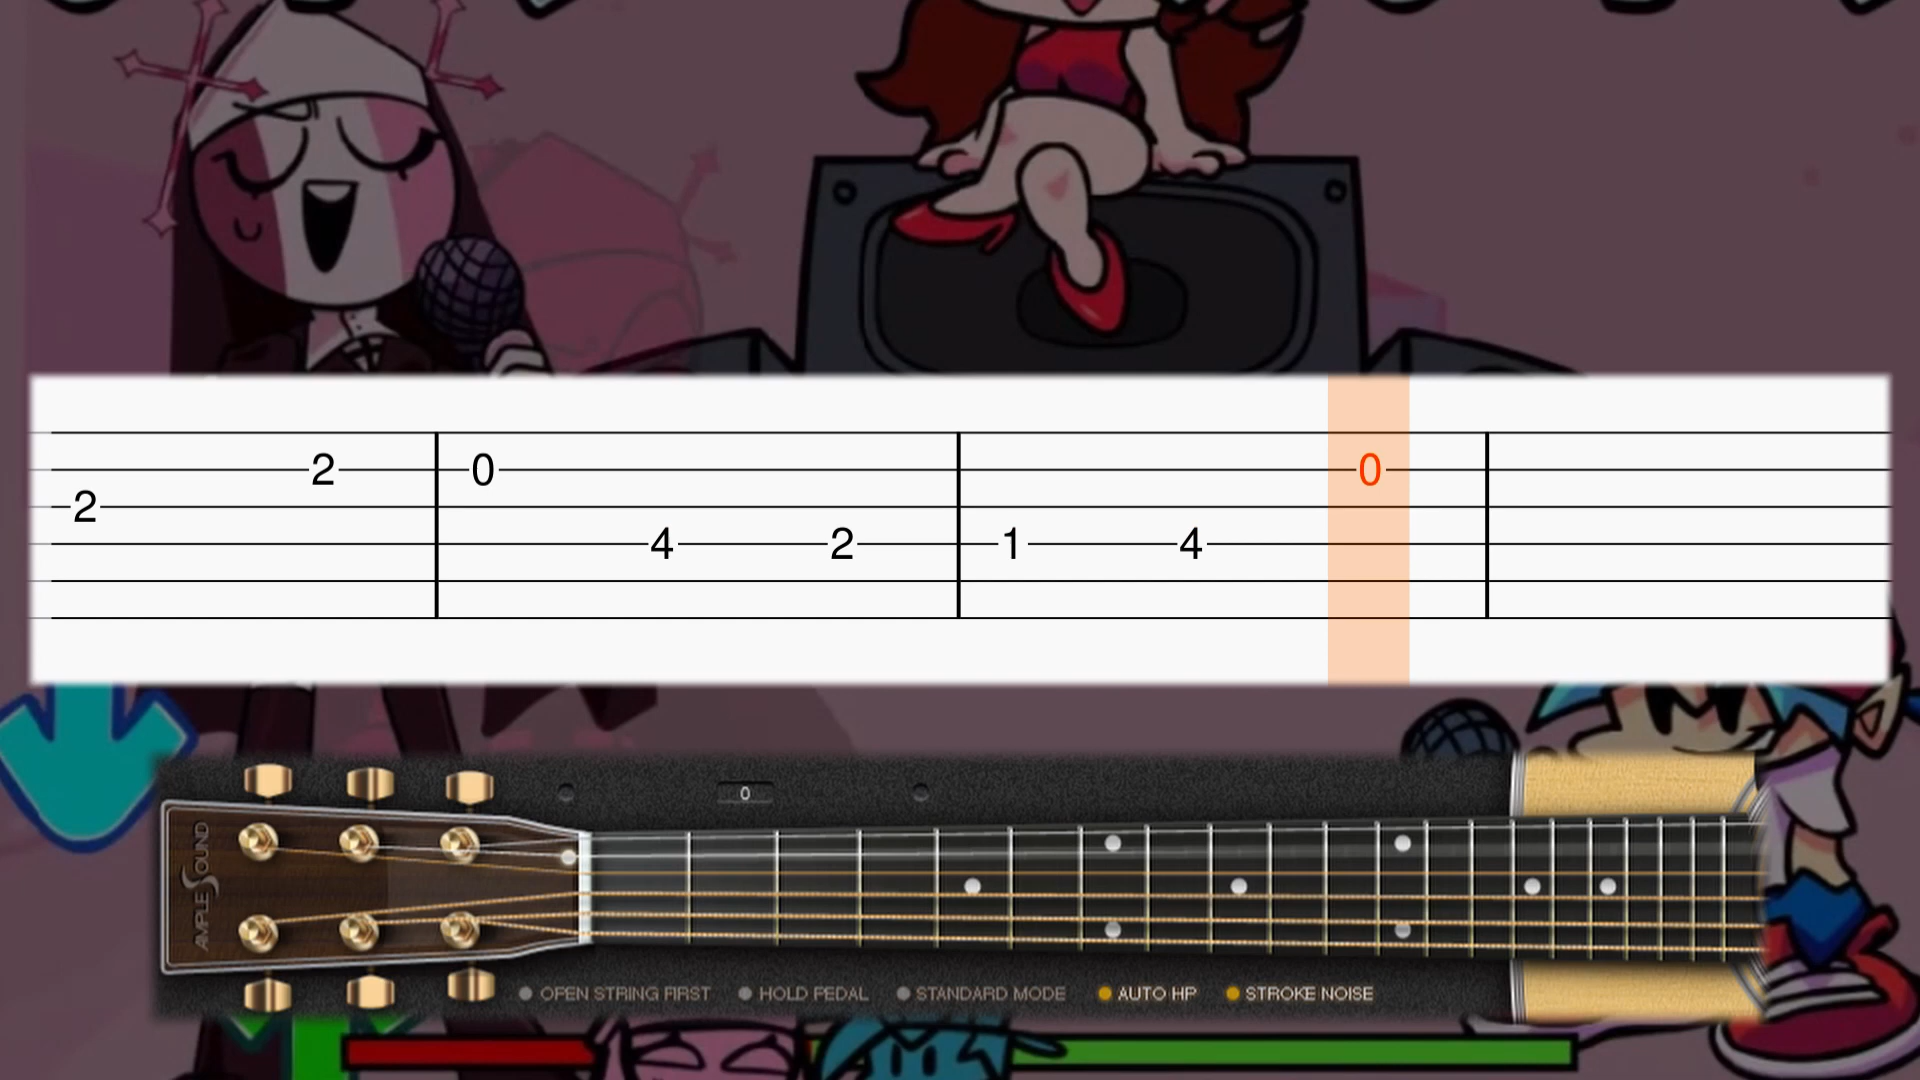 2 0 0
2
4 2 1 4
0
AMPLE SOUND
OPEN STRING FIRST HOLD PEDAL STANDARD MODE AUTO HP STROKE NOISE